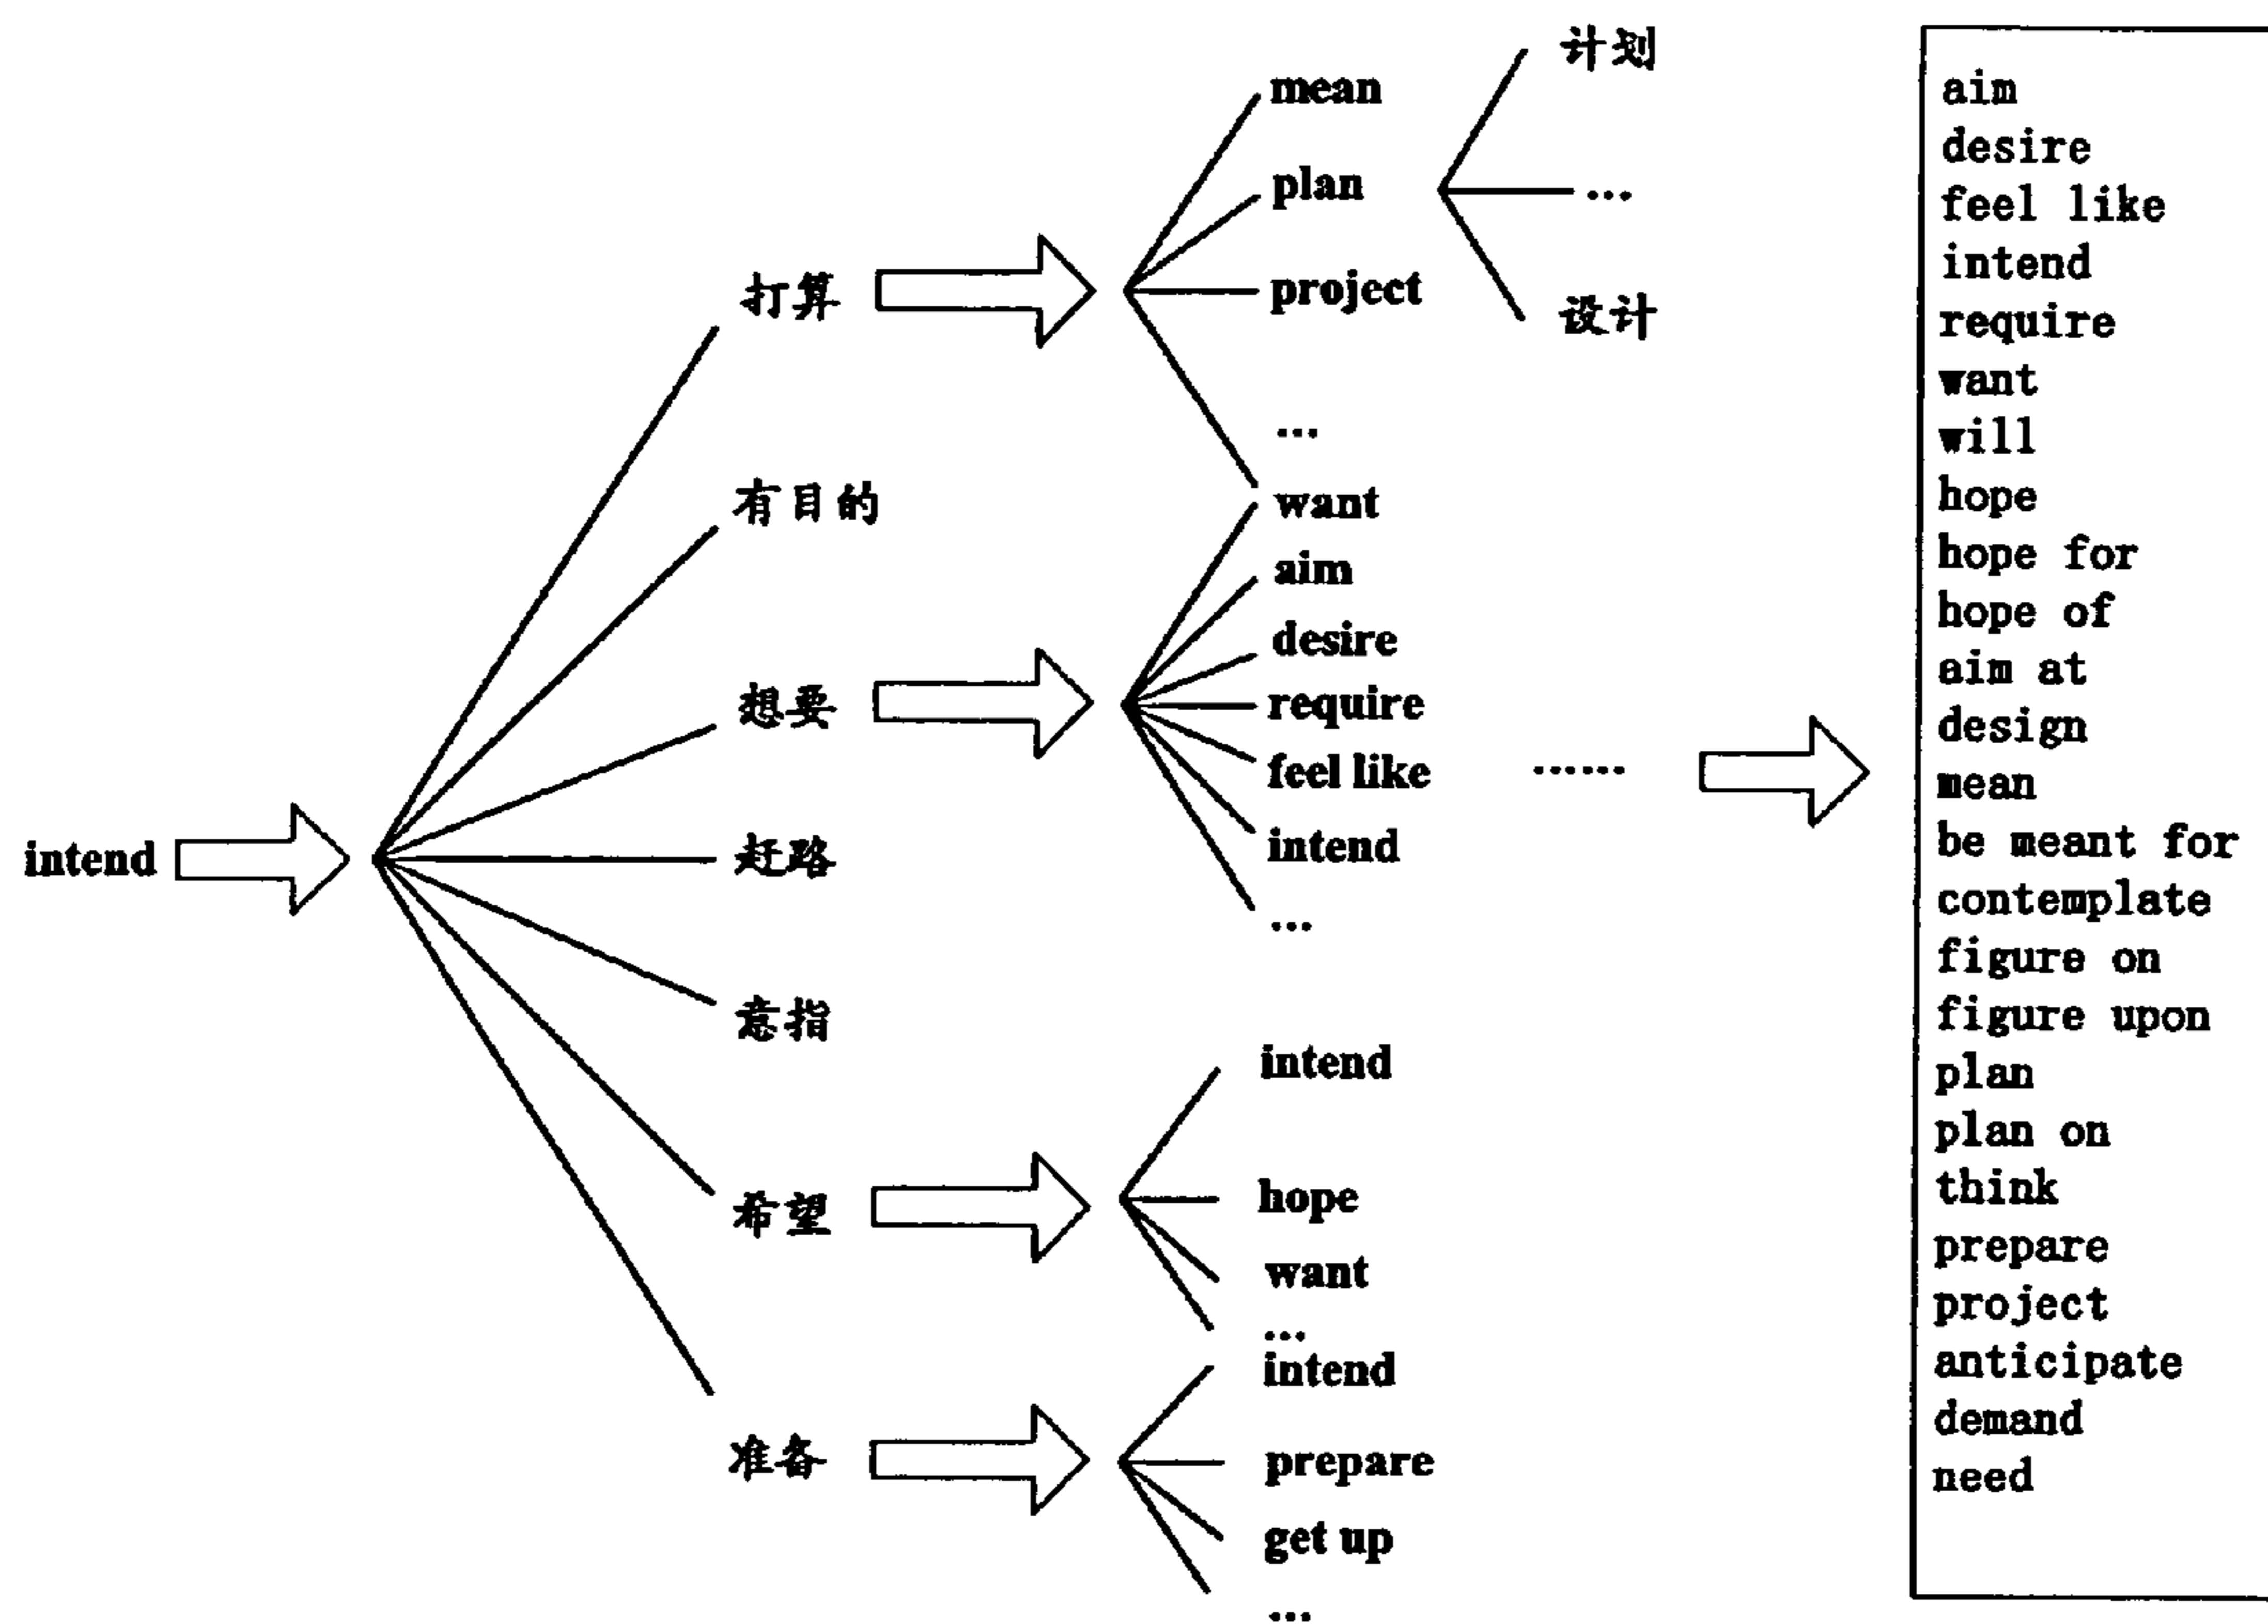 intend
打算
有目的
想要
赶路
意指
希望
准备
mean
plan
project
...
want
aim
desire
require
feel like
intend
...
intend
hope
want
...
intend
prepare
get up
...
计划
...
设计
......
aim
desire
feel like
intend
require
want
will
hope
hope for
hope of
aim at
design
mean
be meant for
contemplate
figure on
figure upon
plan
plan on
think
prepare
project
anticipate
demand
need